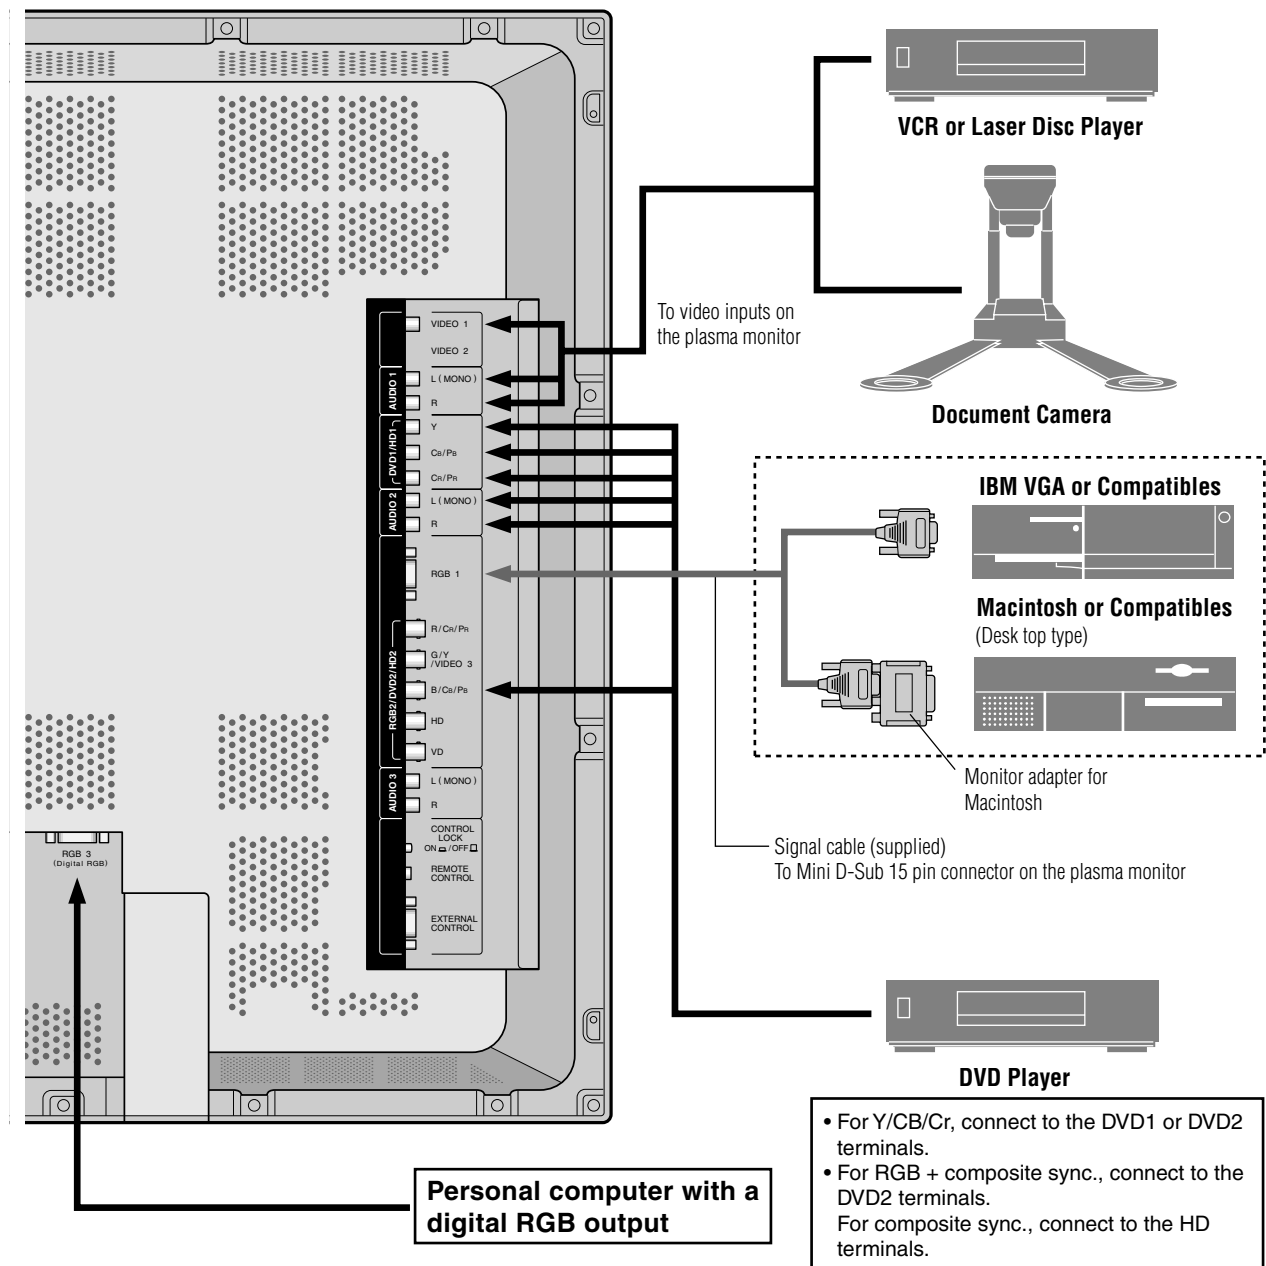 VCR or Laser Disc Player
To video inputs on
the plasma monitor
Document Camera
VIDEO 1
VIDEO 2
AUDIO 1
L ( MONO )
R
DVD1/HD1
Y
CB/PB
CR/PR
AUDIO 2
L ( MONO )
R
RGB 1
RGB2/DVD2/HD2
R/CR/PR
G/Y
/VIDEO 3
B/CB/PB
HD
VD
AUDIO 3
L ( MONO )
R
CONTROL
LOCK
ON /OFF
REMOTE
CONTROL
EXTERNAL
CONTROL
IBM VGA or Compatibles
Macintosh or Compatibles
(Desk top type)
Monitor adapter for
Macintosh
Signal cable (supplied)
To Mini D-Sub 15 pin connector on the plasma monitor
RGB 3
(Digital RGB)
DVD Player
• For Y/CB/Cr, connect to the DVD1 or DVD2
terminals.
• For RGB + composite sync., connect to the
DVD2 terminals.
For composite sync., connect to the HD
terminals.
Personal computer with a
digital RGB output